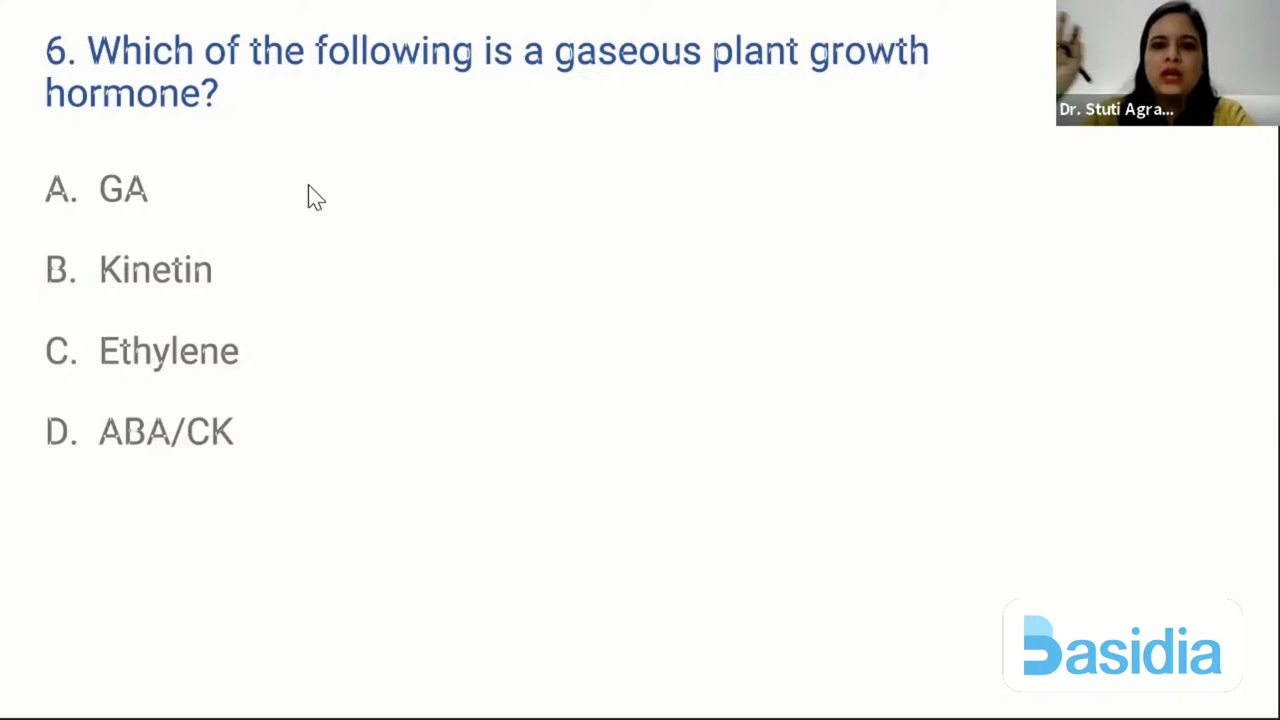 6. Which of the following is a gaseous plant growth
hormone?
Dr. Stuti Agra...
A. GA
B. Kinetin
C. Ethylene
D. ABA/CK
Basidia